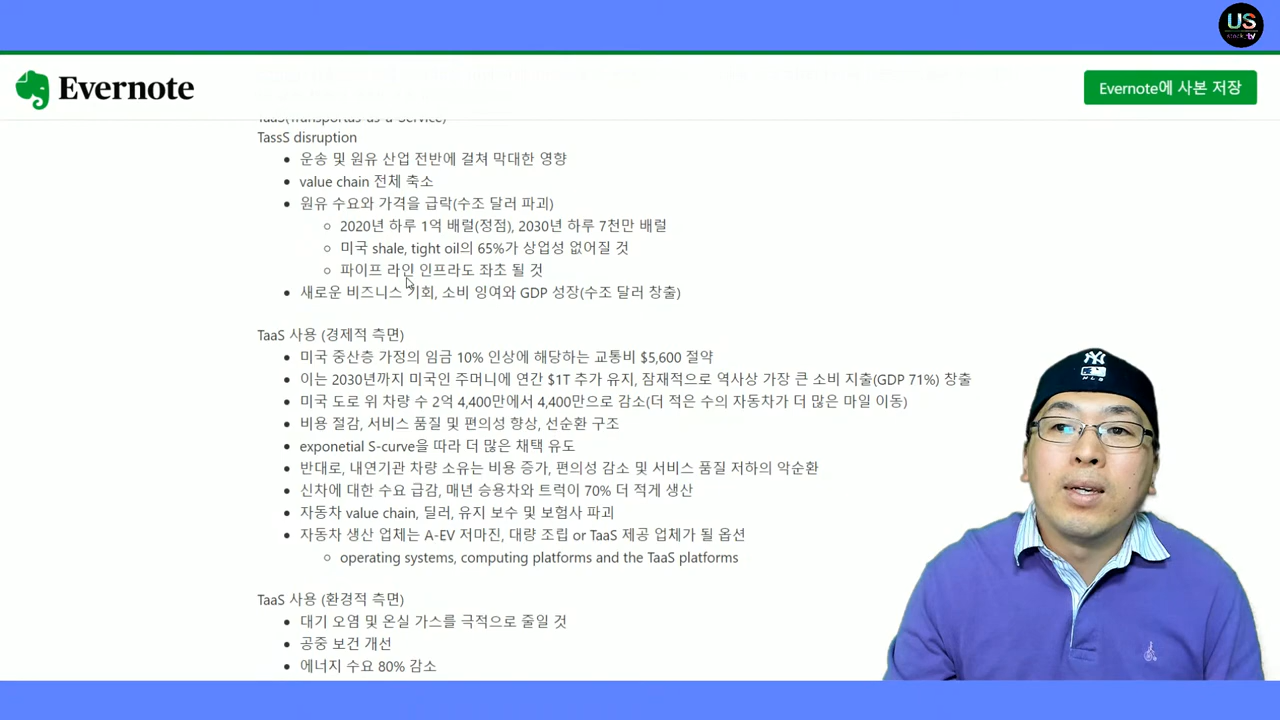 US
Evernote
Evernote에 사본 저장
TassS disruption
운송 및 원유 산업 전반에 걸쳐 막대한 영향
value chain 전체 축소
원유 수요와 가격을 급락(수조 달러 파괴)
2020년 하루 1억 배럴(정점), 2030년 하루 7천만 배럴
미국 shale, tight oil의 65%가 상업성 없어질 것
파이프 라인 인프라도 좌초 될 것
새로운 비즈니스 기회, 소비 잉여와 GDP 성장(수조 달러 창출)
TaaS 사용 (경제적 측면)
미국 중산층 가정의 임금 10% 인상에 해당하는 교통비 $5,600 절약
이는 2030년까지 미국인 주머니에 연간 $1T 추가 유지, 잠재적으로 역사상 가장 큰 소비 지출(GDP 71%) 창출
미국 도로 위 차량 수 2억 4,400만에서 4,400만으로 감소(더 적은 수의 자동차가 더 많은 마일 이동)
비용 절감, 서비스 품질 및 편의성 향상, 선순환 구조
exponetial S-curve을 따라 더 많은 채택 유도
반대로, 내연기관 차량 소유는 비용 증가, 편의성 감소 및 서비스 품질 저하의 악순환
신차에 대한 수요 급감, 매년 승용차와 트럭이 70% 더 적게 생산
자동차 value chain, 딜러, 유지 보수 및 보험사 파괴
자동차 생산 업체는 A-EV 저마진, 대량 조립 or TaaS 제공 업체가 될 옵션
operating systems, computing platforms and the TaaS platforms
TaaS 사용 (환경적 측면)
대기 오염 및 온실 가스를 극적으로 줄일 것
공중 보건 개선
에너지 수요 80% 감소